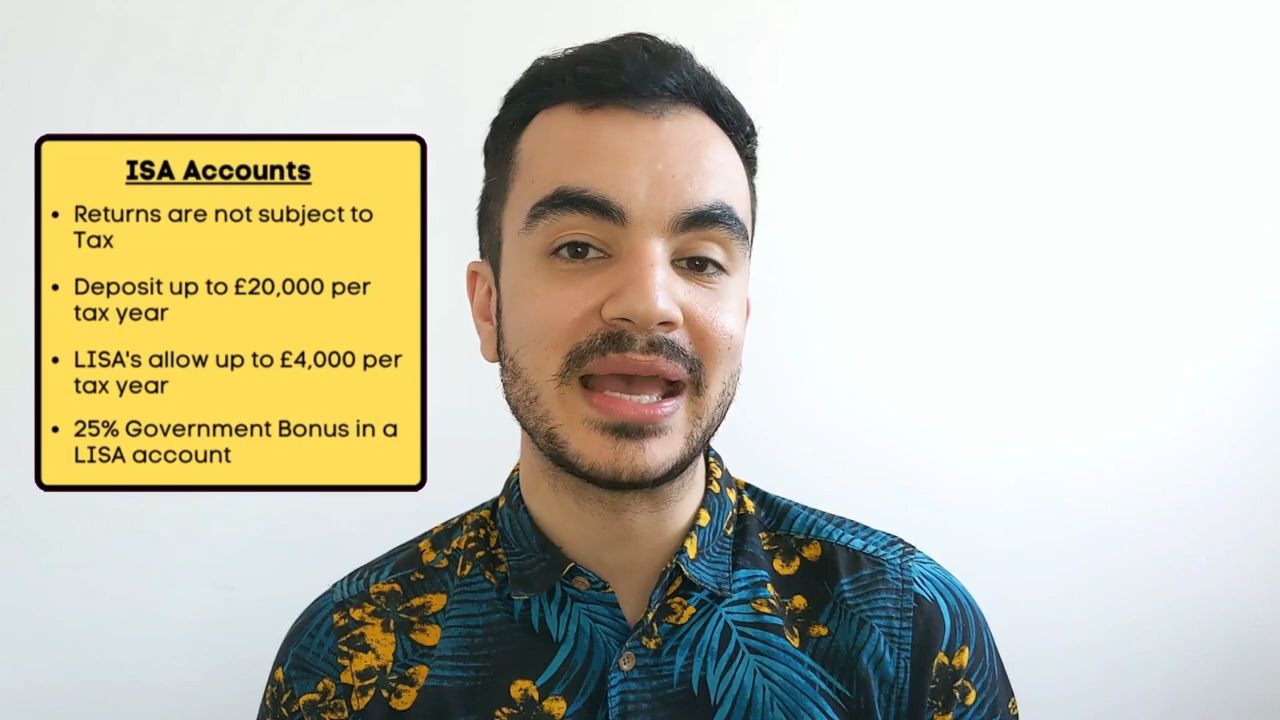 ISA Accounts
• Returns are not subject to
Tax
• Deposit up to £20,000 per
tax year
• LISA's allow up to £4,000 per
tax year
• 25% Government Bonus in a
LISA account